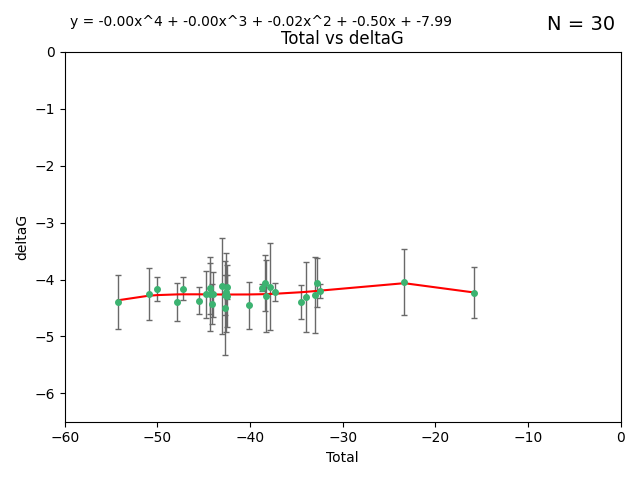 y = -0.00x^4 + -0.00x^3 + -0.02x^2 + -0.50x + -7.99
N = 30
Total vs deltaG
0
−1
−2
−3
−4
−5
−6
deltaG
−60 −50 −40 −30 −20 −10 0
Total